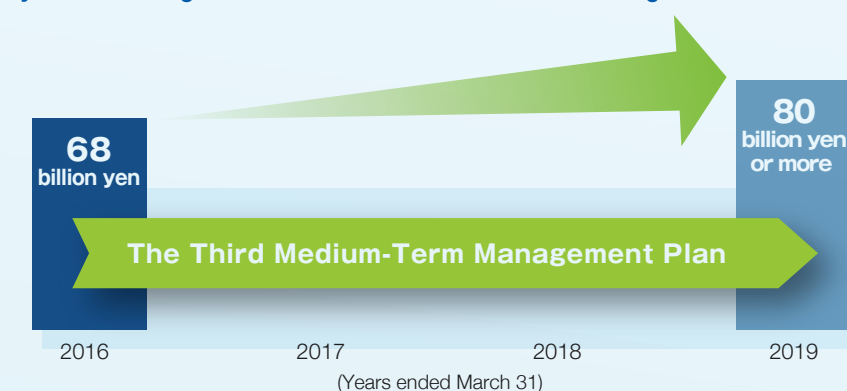 68
billion yen
80
billion yen
or more
The Third Medium-Term Management Plan
2016 2017 2018 2019
(Years ended March 31)